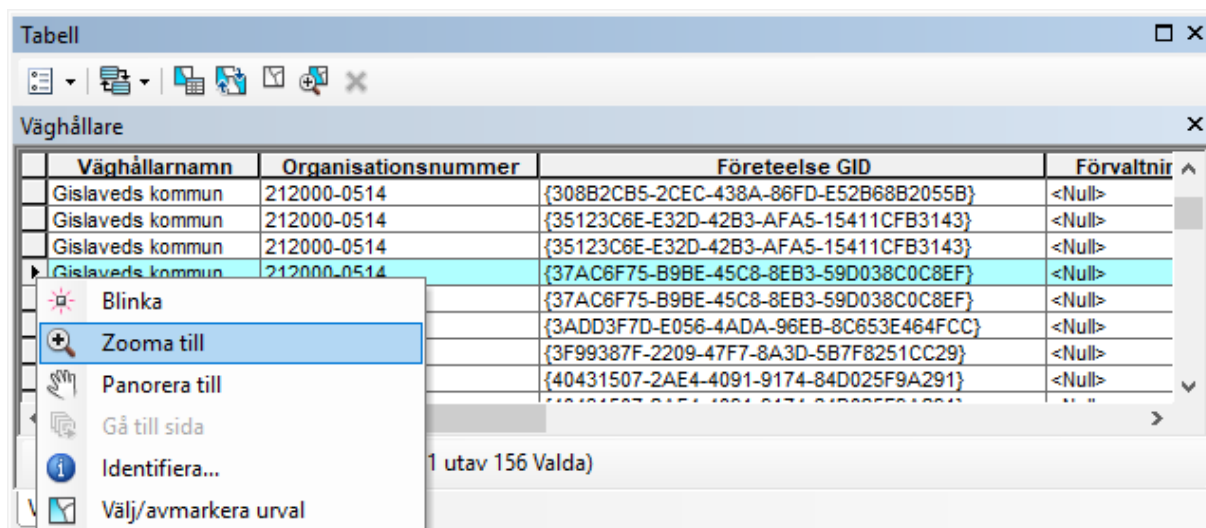 Tabell
Väghållare
Väghållarnamn Organisationsnummer Företeelse GID Förvaltnir
Gislaveds kommun 212000-0514 {308B2CB5-2CEC-438A-86FD-E52B68B2055B} <Null>
Gislaveds kommun 212000-0514 {35123C6E-E32D-42B3-AFA5-15411CFB3143} <Null>
Gislaveds kommun 212000-0514 {35123C6E-E32D-42B3-AFA5-15411CFB3143} <Null>
Gislaveds kommun 212000-0514 {37AC6F75-B9BE-45C8-8EB3-59D038C0C8EF} <Null>
{37AC6F75-B9BE-45C8-8EB3-59D038C0C8EF} <Null>
{3ADD3F7D-E056-4ADA-96EB-8C653E464FCC} <Null>
{3F99387F-2209-47F7-8A3D-5B7F8251CC29} <Null>
{40431507-2AE4-4091-9174-84D025F9A291} <Null>
Blinka
Zooma till
Panorera till
Gå till sida
Identifiera...
Välj/avmarkera urval
1 utav 156 Valda)